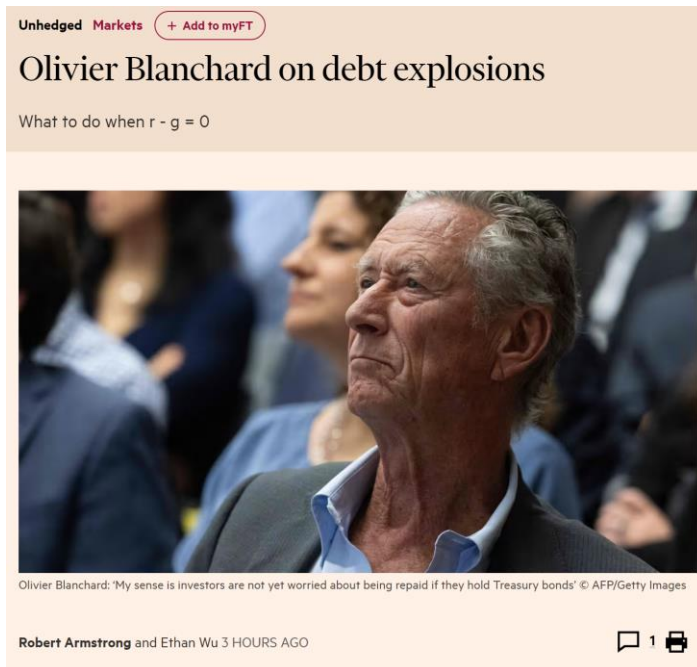 Unhedged Markets + Add to myFT
Olivier Blanchard on debt explosions
What to do when r - g = 0
Olivier Blanchard: ‘My sense is investors are not yet worried about being repaid if they hold Treasury bonds’ © AFP/Getty Images
Robert Armstrong and Ethan Wu 3 HOURS AGO 1